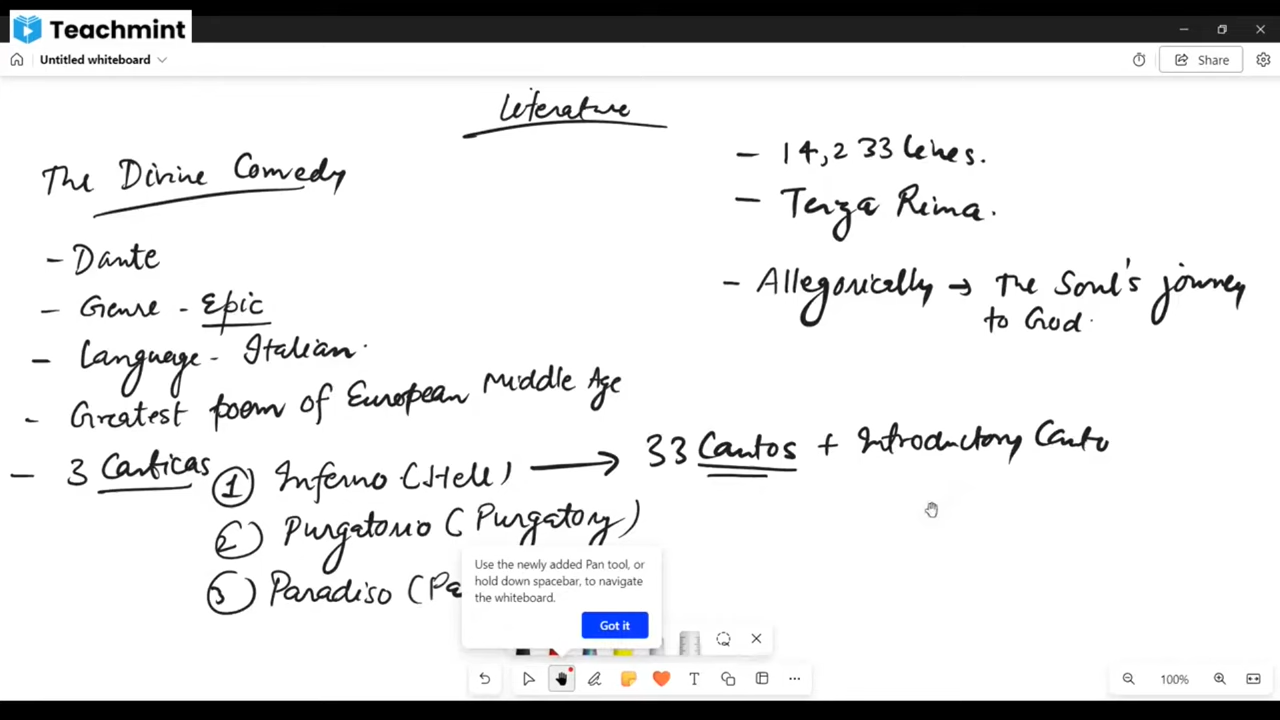 Teachmint
Untitled whiteboard
Share
Literature
The Divine Comedy
- Dante
- Genre - Epic
- Language - Italian.
- Greatest poem of European Middle Age
- 3 Canticas
① Inferno (Hell) → 33 Cantos + Introductory Canto
② Purgatorio (Purgatory)
③ Paradiso (Pa
- 14,233 lines.
- Terza Rima.
- Allegorically → The Soul's journey
to God.
Use the newly added Pan tool, or
hold down spacebar, to navigate
the whiteboard.
Got it
T
100%